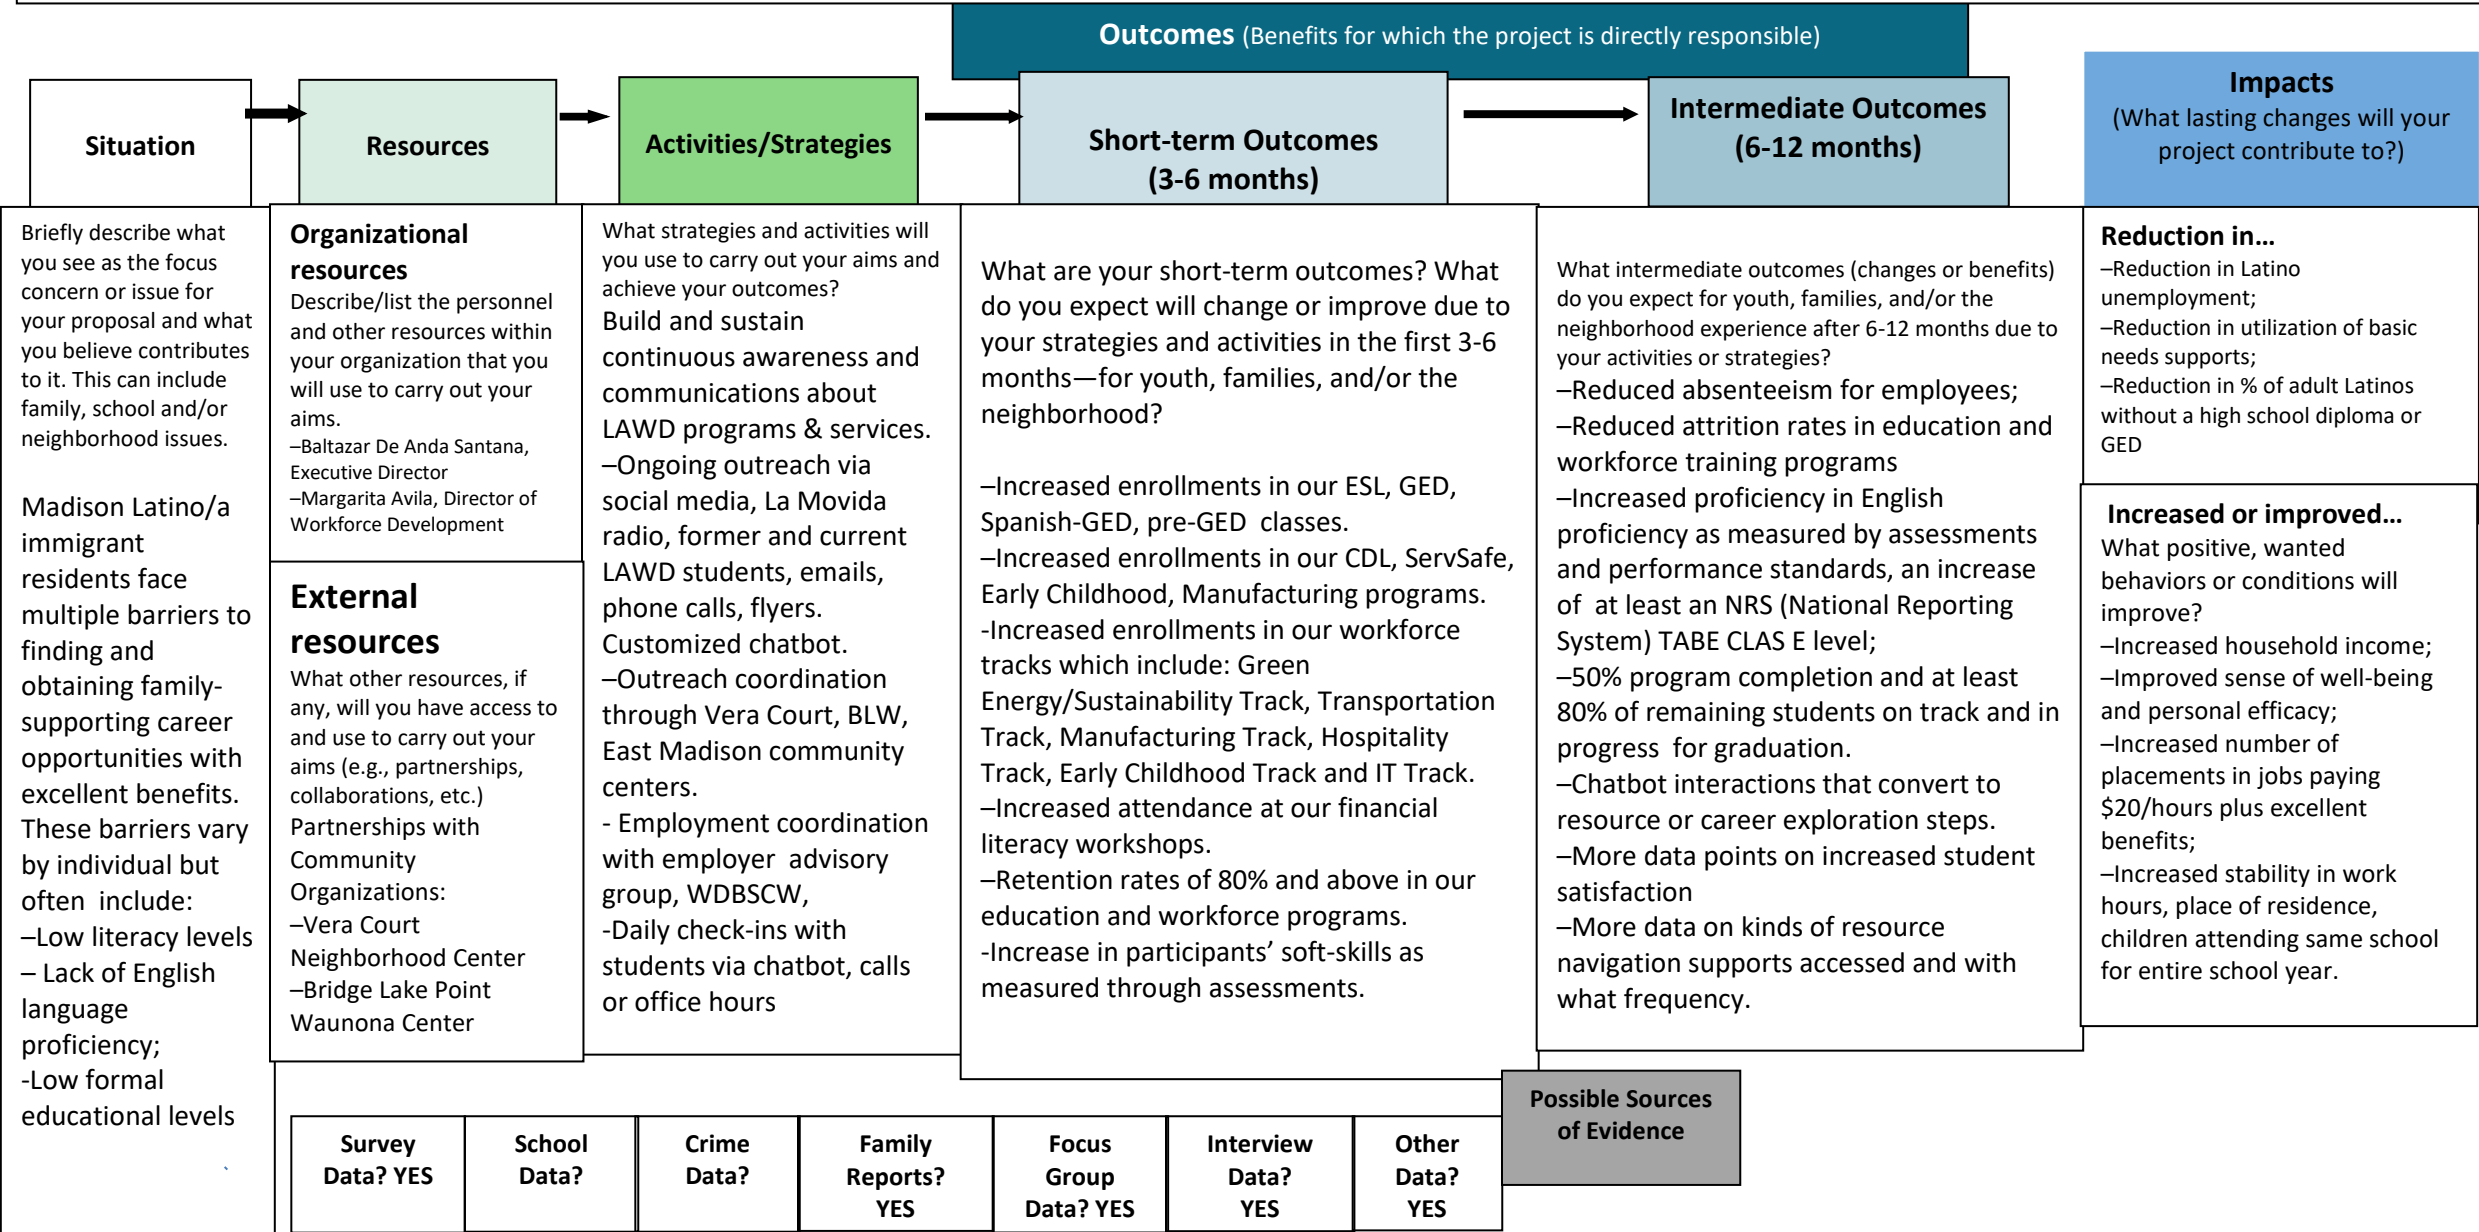 Outcomes (Benefits for which the project is directly responsible)
Situation
Resources
Activities/Strategies
Short-term Outcomes
(3-6 months)
Intermediate Outcomes
(6-12 months)
Impacts
(What lasting changes will your
project contribute to?)
Briefly describe what
you see as the focus
concern or issue for
your proposal and what
you believe contributes
to it. This can include
family, school and/or
neighborhood issues.
Madison Latino/a
immigrant
residents face
multiple barriers to
finding and
obtaining family-
supporting career
opportunities with
excellent benefits.
These barriers vary
by individual but
often  include:
–Low literacy levels
– Lack of English
language
proficiency;
-Low formal
educational levels
Organizational
resources
Describe/list the personnel
and other resources within
your organization that you
will use to carry out your
aims.
–Baltazar De Anda Santana,
Executive Director
–Margarita Avila, Director of
Workforce Development
External
resources
What other resources, if
any, will you have access to
and use to carry out your
aims (e.g., partnerships,
collaborations, etc.)
Partnerships with
Community
Organizations:
–Vera Court
Neighborhood Center
–Bridge Lake Point
Waunona Center
What strategies and activities will
you use to carry out your aims and
achieve your outcomes?
Build and sustain
continuous awareness and
communications about
LAWD programs & services.
–Ongoing outreach via
social media, La Movida
radio, former and current
LAWD students, emails,
phone calls, flyers.
Customized chatbot.
–Outreach coordination
through Vera Court, BLW,
East Madison community
centers.
- Employment coordination
with employer  advisory
group, WDBSCW,
-Daily check-ins with
students via chatbot, calls
or office hours
What are your short-term outcomes? What
do you expect will change or improve due to
your strategies and activities in the first 3-6
months—for youth, families, and/or the
neighborhood?
–Increased enrollments in our ESL, GED,
Spanish-GED, pre-GED  classes.
–Increased enrollments in our CDL, ServSafe,
Early Childhood, Manufacturing programs.
-Increased enrollments in our workforce
tracks which include: Green
Energy/Sustainability Track, Transportation
Track, Manufacturing Track, Hospitality
Track, Early Childhood Track and IT Track.
–Increased attendance at our financial
literacy workshops.
–Retention rates of 80% and above in our
education and workforce programs.
-Increase in participants’ soft-skills as
measured through assessments.
What intermediate outcomes (changes or benefits)
do you expect for youth, families, and/or the
neighborhood experience after 6-12 months due to
your activities or strategies?
–Reduced absenteeism for employees;
–Reduced attrition rates in education and
workforce training programs
–Increased proficiency in English
proficiency as measured by assessments
and performance standards, an increase
of  at least an NRS (National Reporting
System) TABE CLAS E level;
–50% program completion and at least
80% of remaining students on track and in
progress  for graduation.
–Chatbot interactions that convert to
resource or career exploration steps.
–More data points on increased student
satisfaction
–More data on kinds of resource
navigation supports accessed and with
what frequency.
Reduction in…
–Reduction in Latino
unemployment;
–Reduction in utilization of basic
needs supports;
–Reduction in % of adult Latinos
without a high school diploma or
GED
Increased or improved…
What positive, wanted
behaviors or conditions will
improve?
–Increased household income;
–Improved sense of well-being
and personal efficacy;
–Increased number of
placements in jobs paying
$20/hours plus excellent
benefits;
–Increased stability in work
hours, place of residence,
children attending same school
for entire school year.
Possible Sources
of Evidence
Survey
Data? YES
School
Data?
Crime
Data?
Family
Reports?
YES
Focus
Group
Data? YES
Interview
Data?
YES
Other
Data?
YES